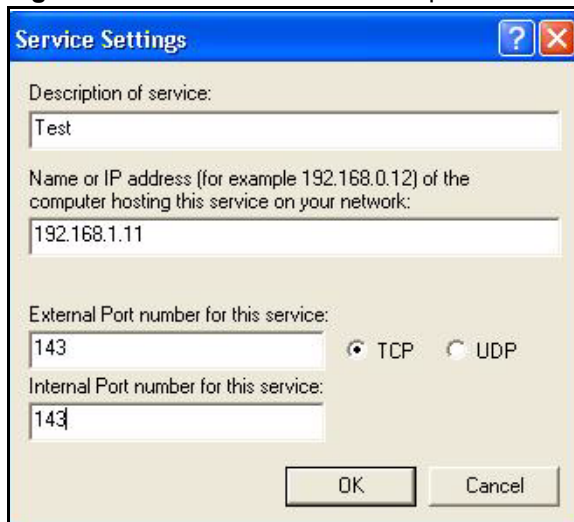 Service Settings
Description of service:
Test
Name or IP address (for example 192.168.0.12) of the
computer hosting this service on your network:
192.168.1.11
External Port number for this service:
143
TCP
UDP
Internal Port number for this service:
143
OK
Cancel